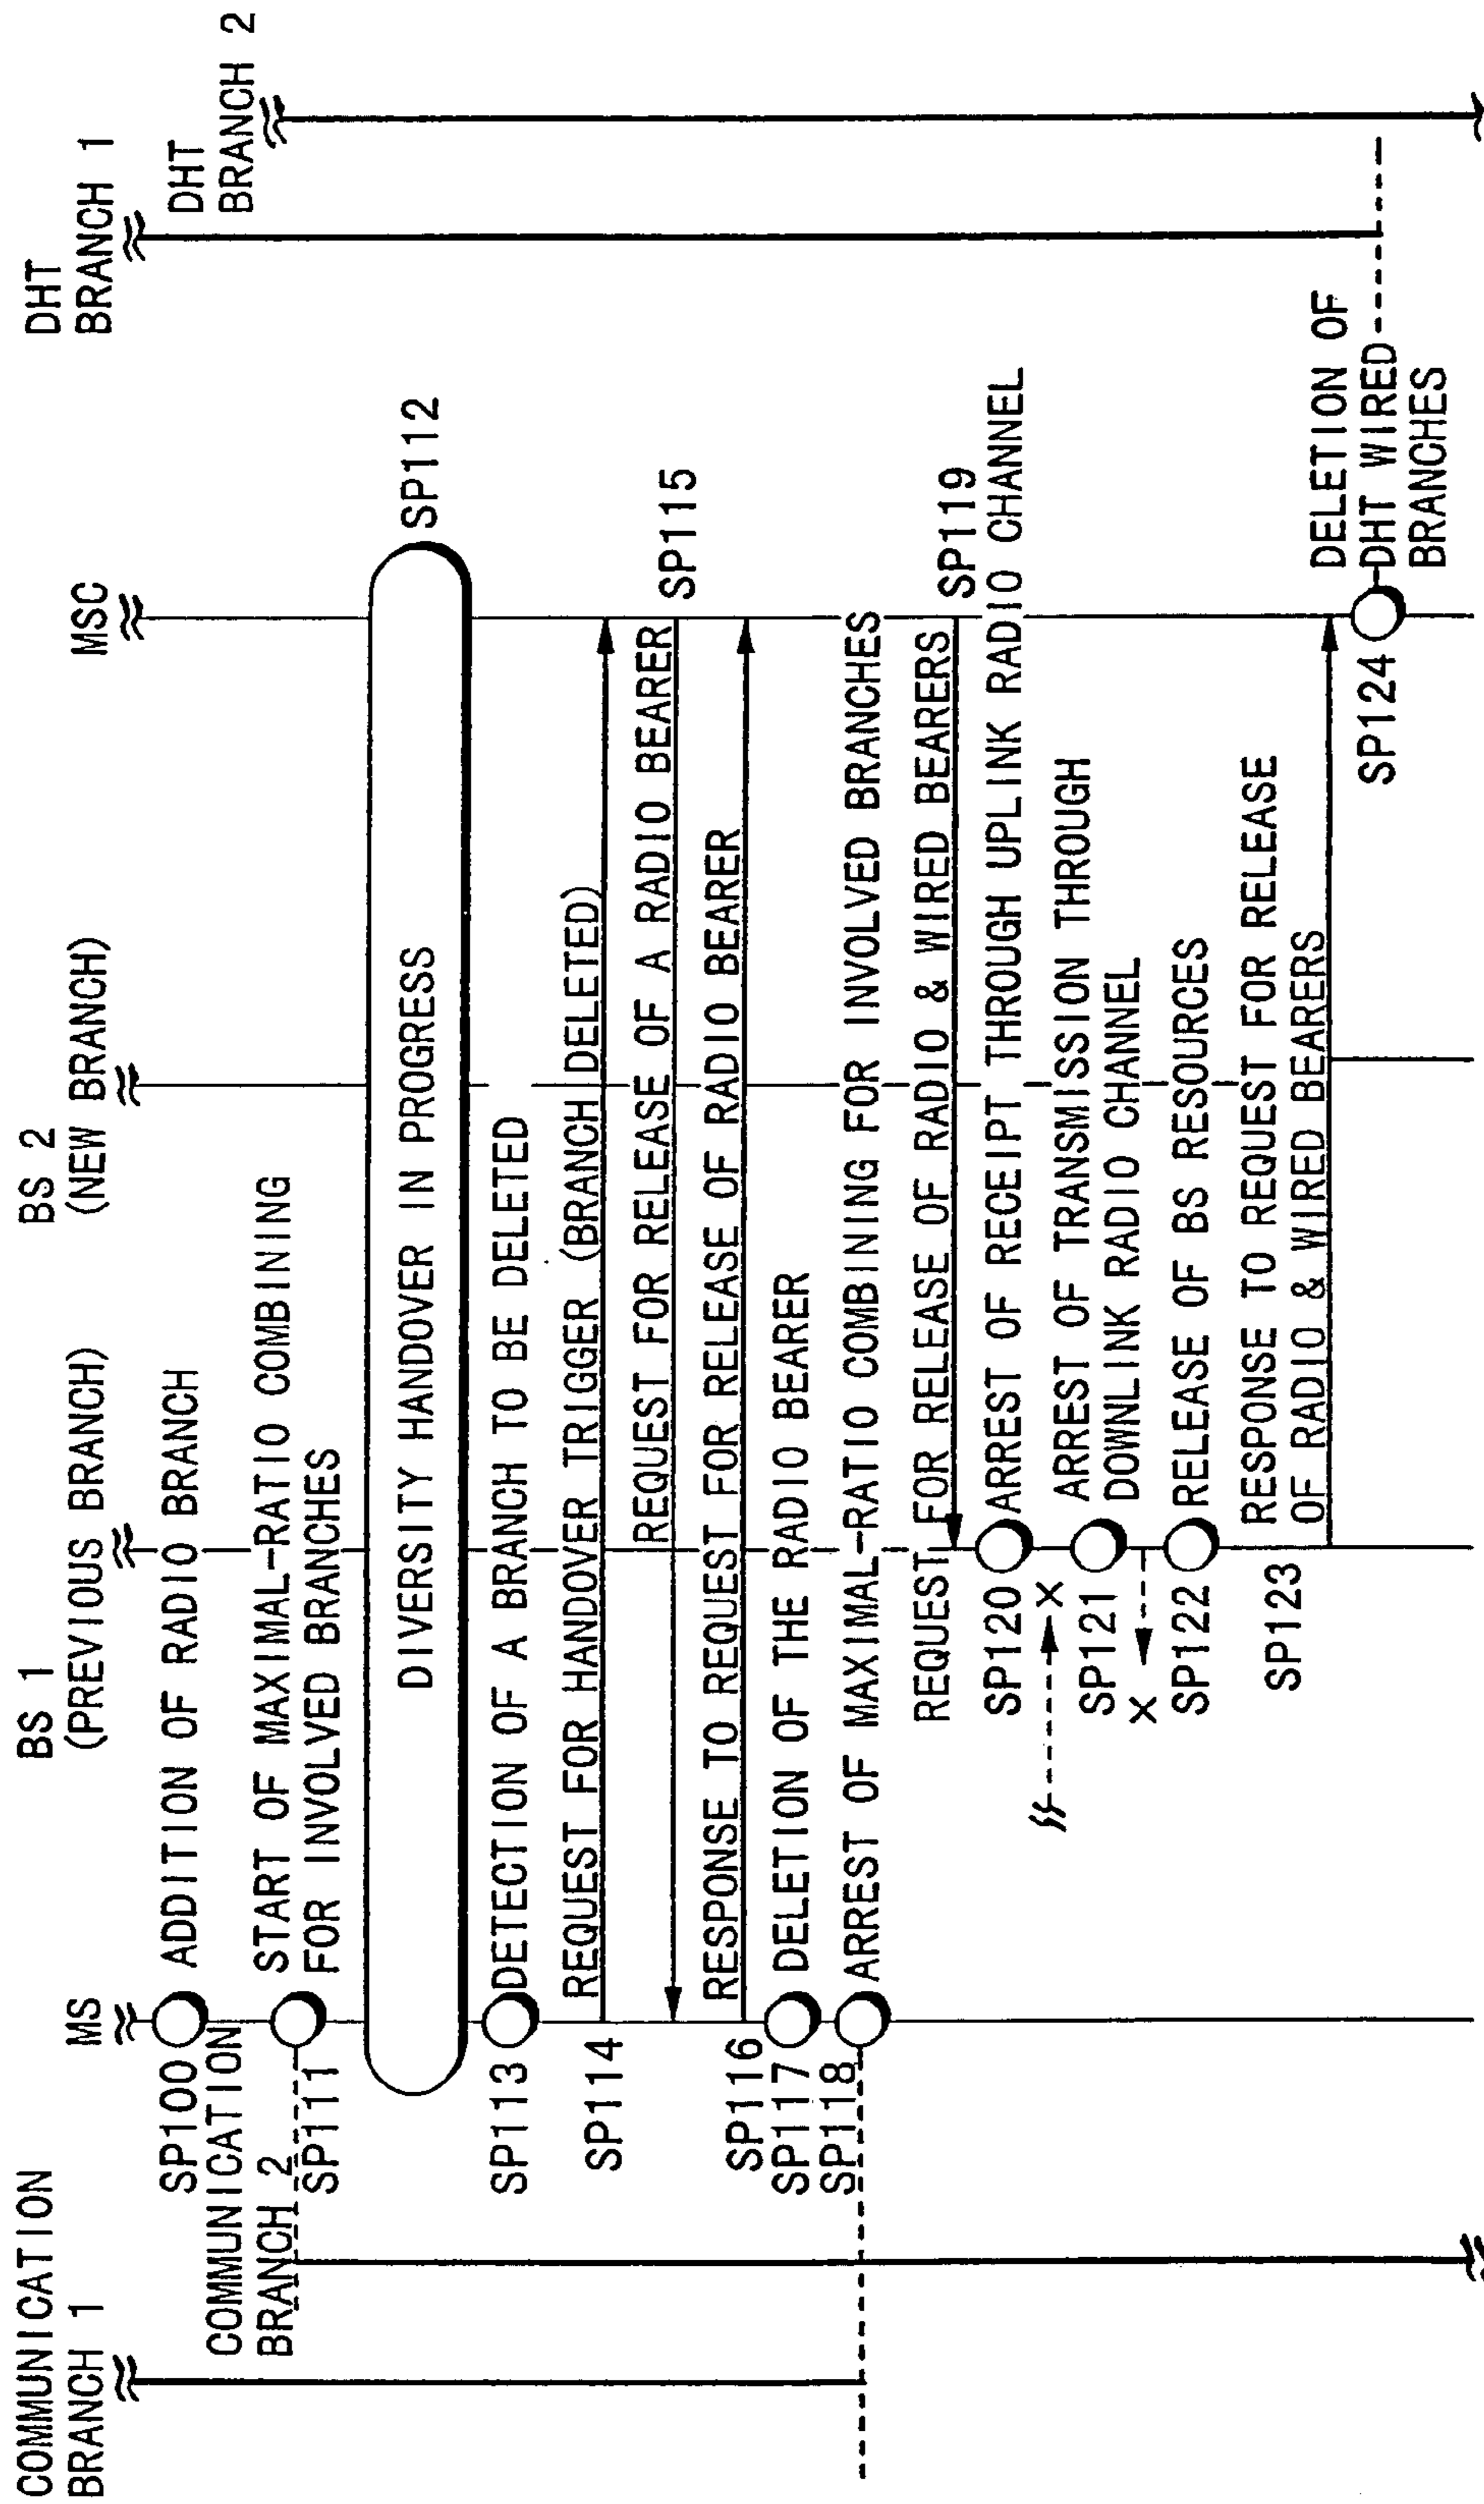 COMMUNICATION
BRANCH 1
MS
BS 1
(PREVIOUS BRANCH)
BS 2
(NEW BRANCH)
MSC
DHT
BRANCH 1
DHT
BRANCH 2
SP100
ADDITION OF RADIO BRANCH
COMMUNICATION
BRANCH 2
START OF MAXIMAL-RATIO COMBINING
FOR INVOLVED BRANCHES
SP111
DIVERSITY HANDOVER IN PROGRESS
SP112
SP113
DETECTION OF A BRANCH TO BE DELETED
REQUEST FOR HANDOVER TRIGGER (BRANCH DELETED)
SP114
REQUEST FOR RELEASE OF A RADIO BEARER
SP115
RESPONSE TO REQUEST FOR RELEASE OF RADIO BEARER
SP116
SP117
DELETION OF THE RADIO BEARER
SP118
ARREST OF MAXIMAL-RATIO COMBINING FOR INVOLVED BRANCHES
REQUEST FOR RELEASE OF RADIO & WIRED BEARERS
SP119
SP120
ARREST OF RECEIPT THROUGH UPLINK RADIO CHANNEL
X
SP121
ARREST OF TRANSMISSION THROUGH
DOWNLINK RADIO CHANNEL
X
SP122
RELEASE OF BS RESOURCES
SP123
RESPONSE TO REQUEST FOR RELEASE
OF RADIO & WIRED BEARERS
SP124
DELETION OF
DHT WIRED
BRANCHES